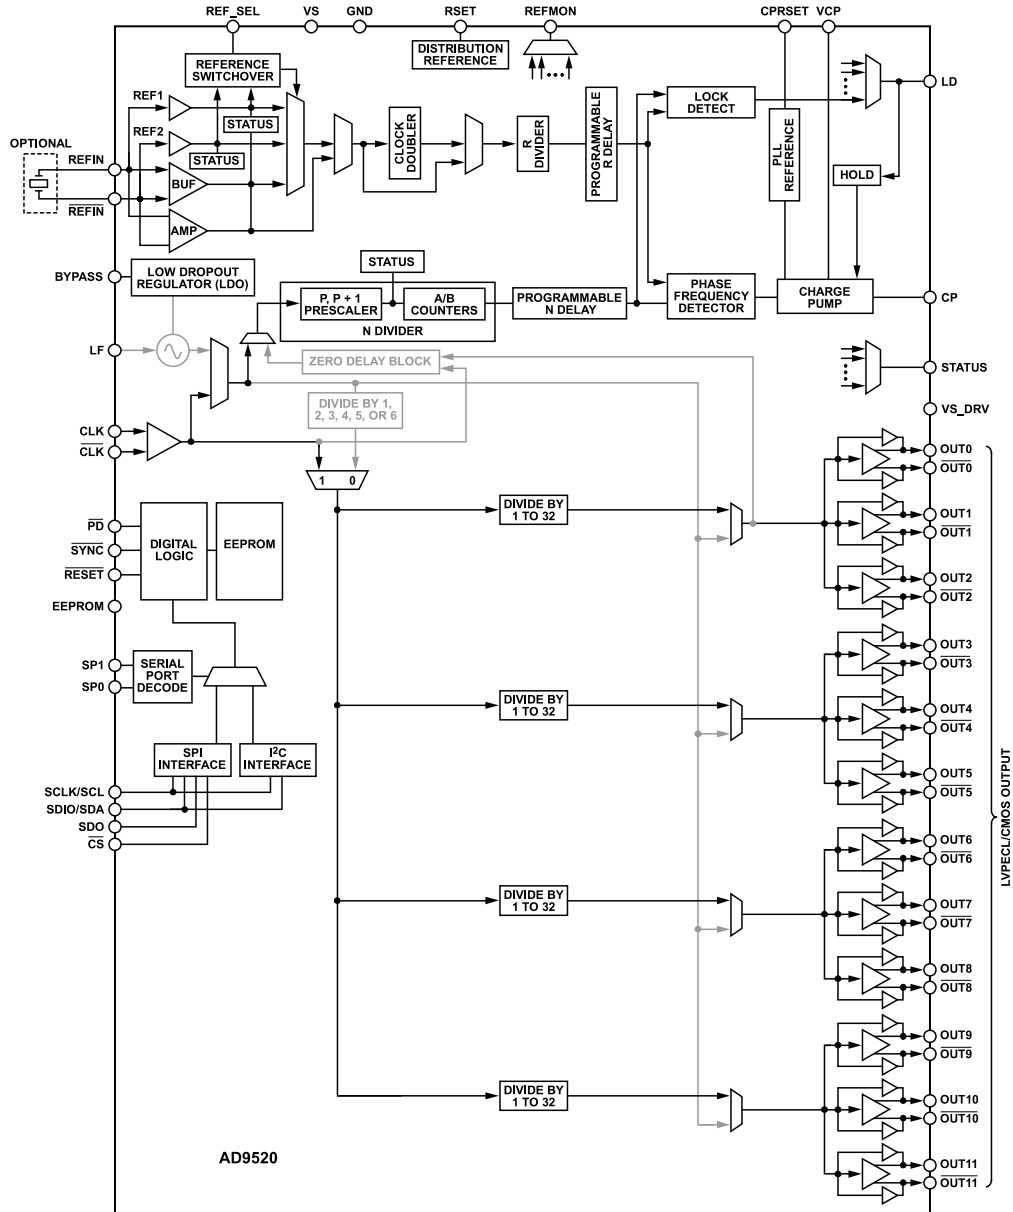 REF_SEL VS GND RSET REFMON CPRSET VCP
DISTRIBUTION
REFERENCE
REFERENCE
SWITCHOVER
LD
REF1
STATUS
REF2
STATUS
OPTIONAL
REFIN
REFIN
BUF
AMP
CLOCK
DOUBLER
R
DIVIDER
PROGRAMMABLE
R DELAY
LOCK
DETECT
PLL
REFERENCE
HOLD
BYPASS
LOW DROPOUT
REGULATOR (LDO)
STATUS
P, P + 1
PRESCALER
A/B
COUNTERS
N DIVIDER
PROGRAMMABLE
N DELAY
PHASE
FREQUENCY
DETECTOR
CHARGE
PUMP
CP
LF
ZERO DELAY BLOCK
STATUS
DIVIDE BY 1,
2, 3, 4, 5, OR 6
VS_DRV
CLK
CLK
1 0
OUT0
OUT0
DIVIDE BY
1 TO 32
OUT1
OUT1
PD
SYNC
RESET
DIGITAL
LOGIC
EEPROM
OUT2
OUT2
EEPROM
SP1
SP0
SERIAL
PORT
DECODE
OUT3
OUT3
DIVIDE BY
1 TO 32
OUT4
OUT4
SPI
INTERFACE
I2C
INTERFACE
OUT5
OUT5
SCLK/SCL
SDIO/SDA
SDO
CS
LVPECL/CMOS OUTPUT
OUT6
OUT6
DIVIDE BY
1 TO 32
OUT7
OUT7
OUT8
OUT8
OUT9
OUT9
DIVIDE BY
1 TO 32
OUT10
OUT10
AD9520
OUT11
OUT11